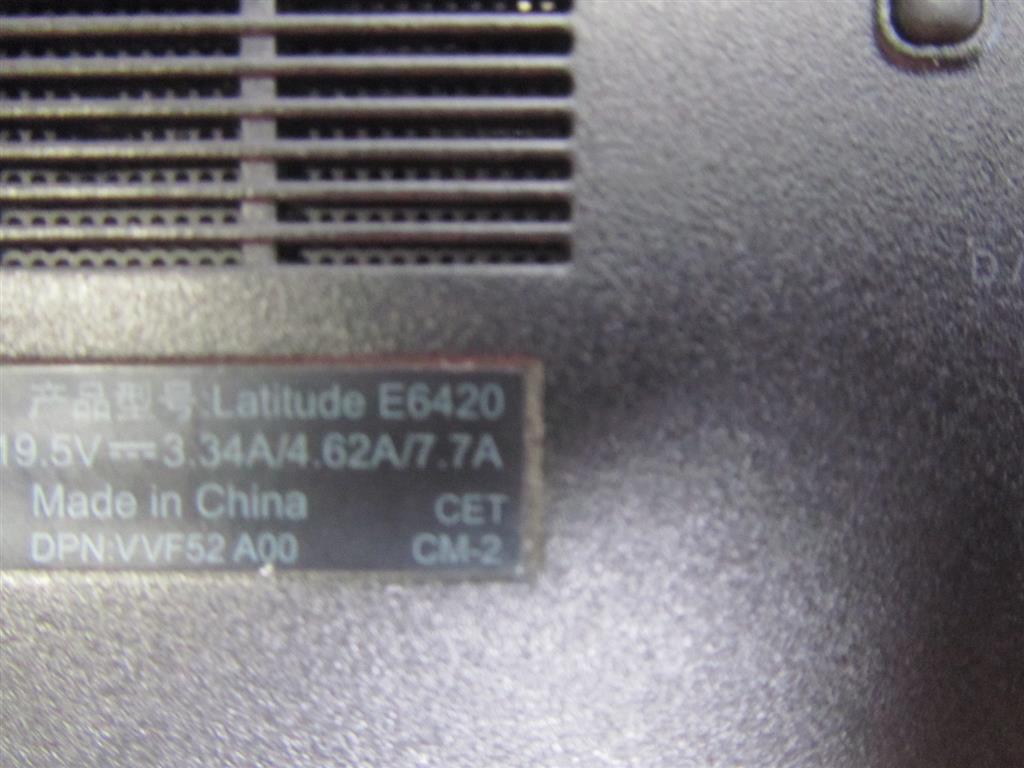 产品型号:Latitude E6420
19.5V⎓3.34A/4.62A/7.7A
Made in China CET
DPN:VVF52 A00 CM-2